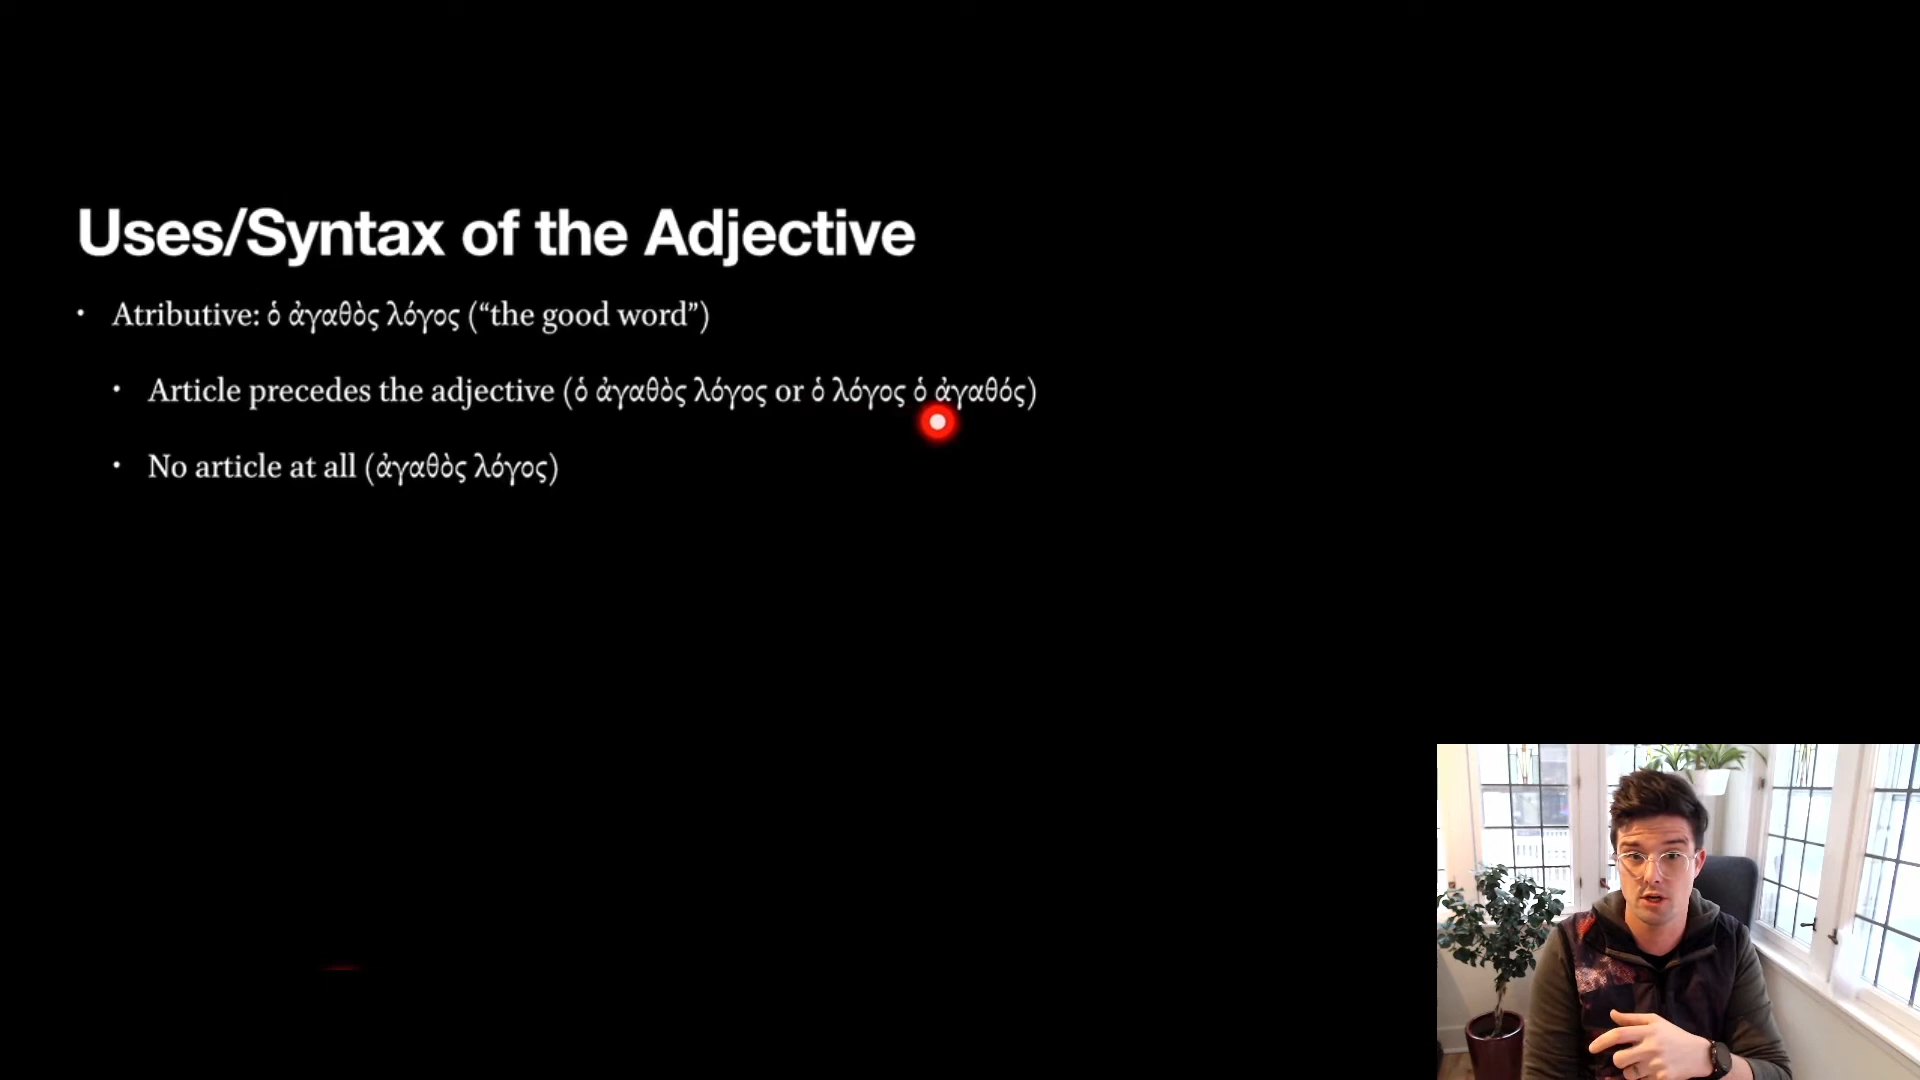 Uses/Syntax of the Adjective
• Atributive: ὁ ἀγαθὸς λόγος (“the good word”)
• Article precedes the adjective (ὁ ἀγαθὸς λόγος or ὁ λόγος ὁ ἀγαθός)
• No article at all (ἀγαθὸς λόγος)